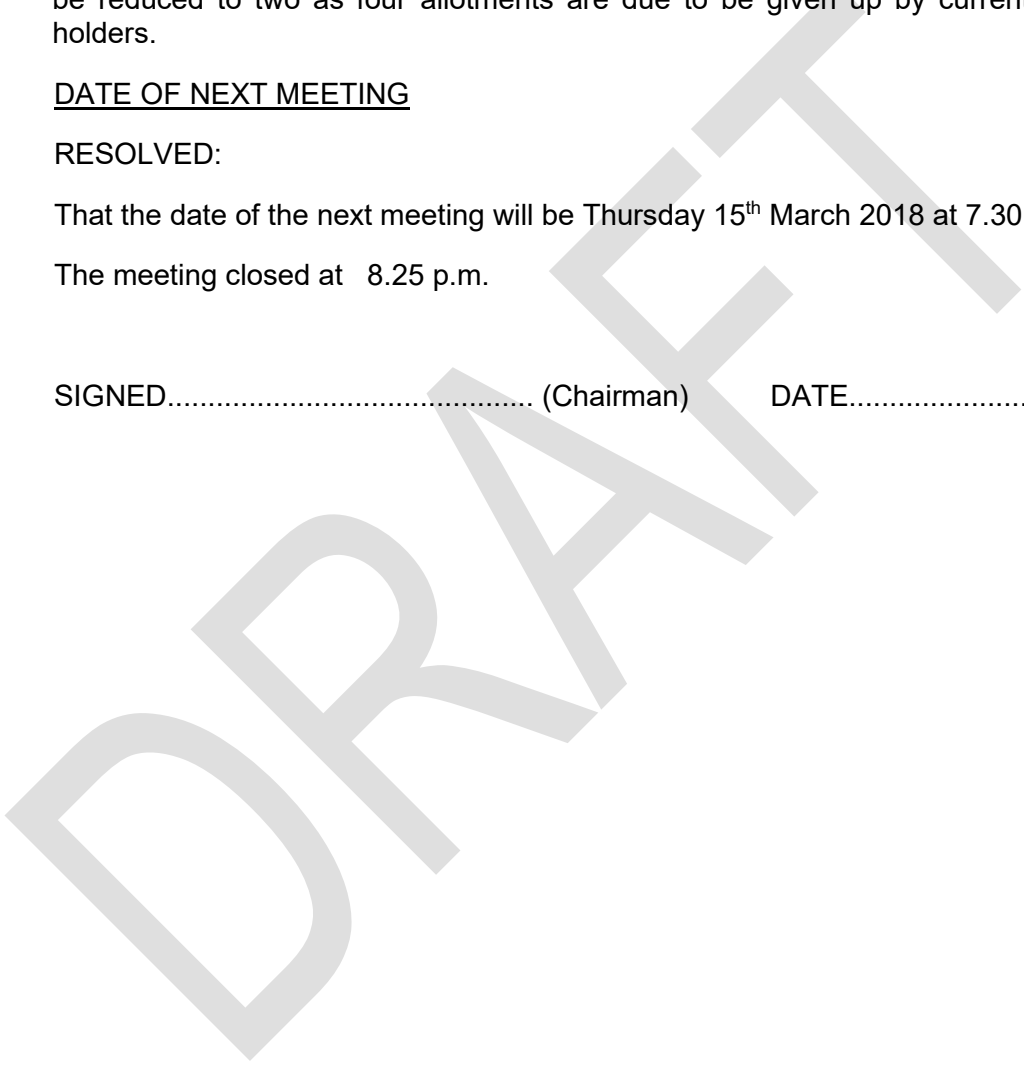 be reduced to two as four allotments are due to be given up by current
holders.
DATE OF NEXT MEETING
RESOLVED:
That the date of the next meeting will be Thursday 15th March 2018 at 7.30
The meeting closed at 8.25 p.m.
SIGNED............................................. (Chairman) DATE......................
DRAFT